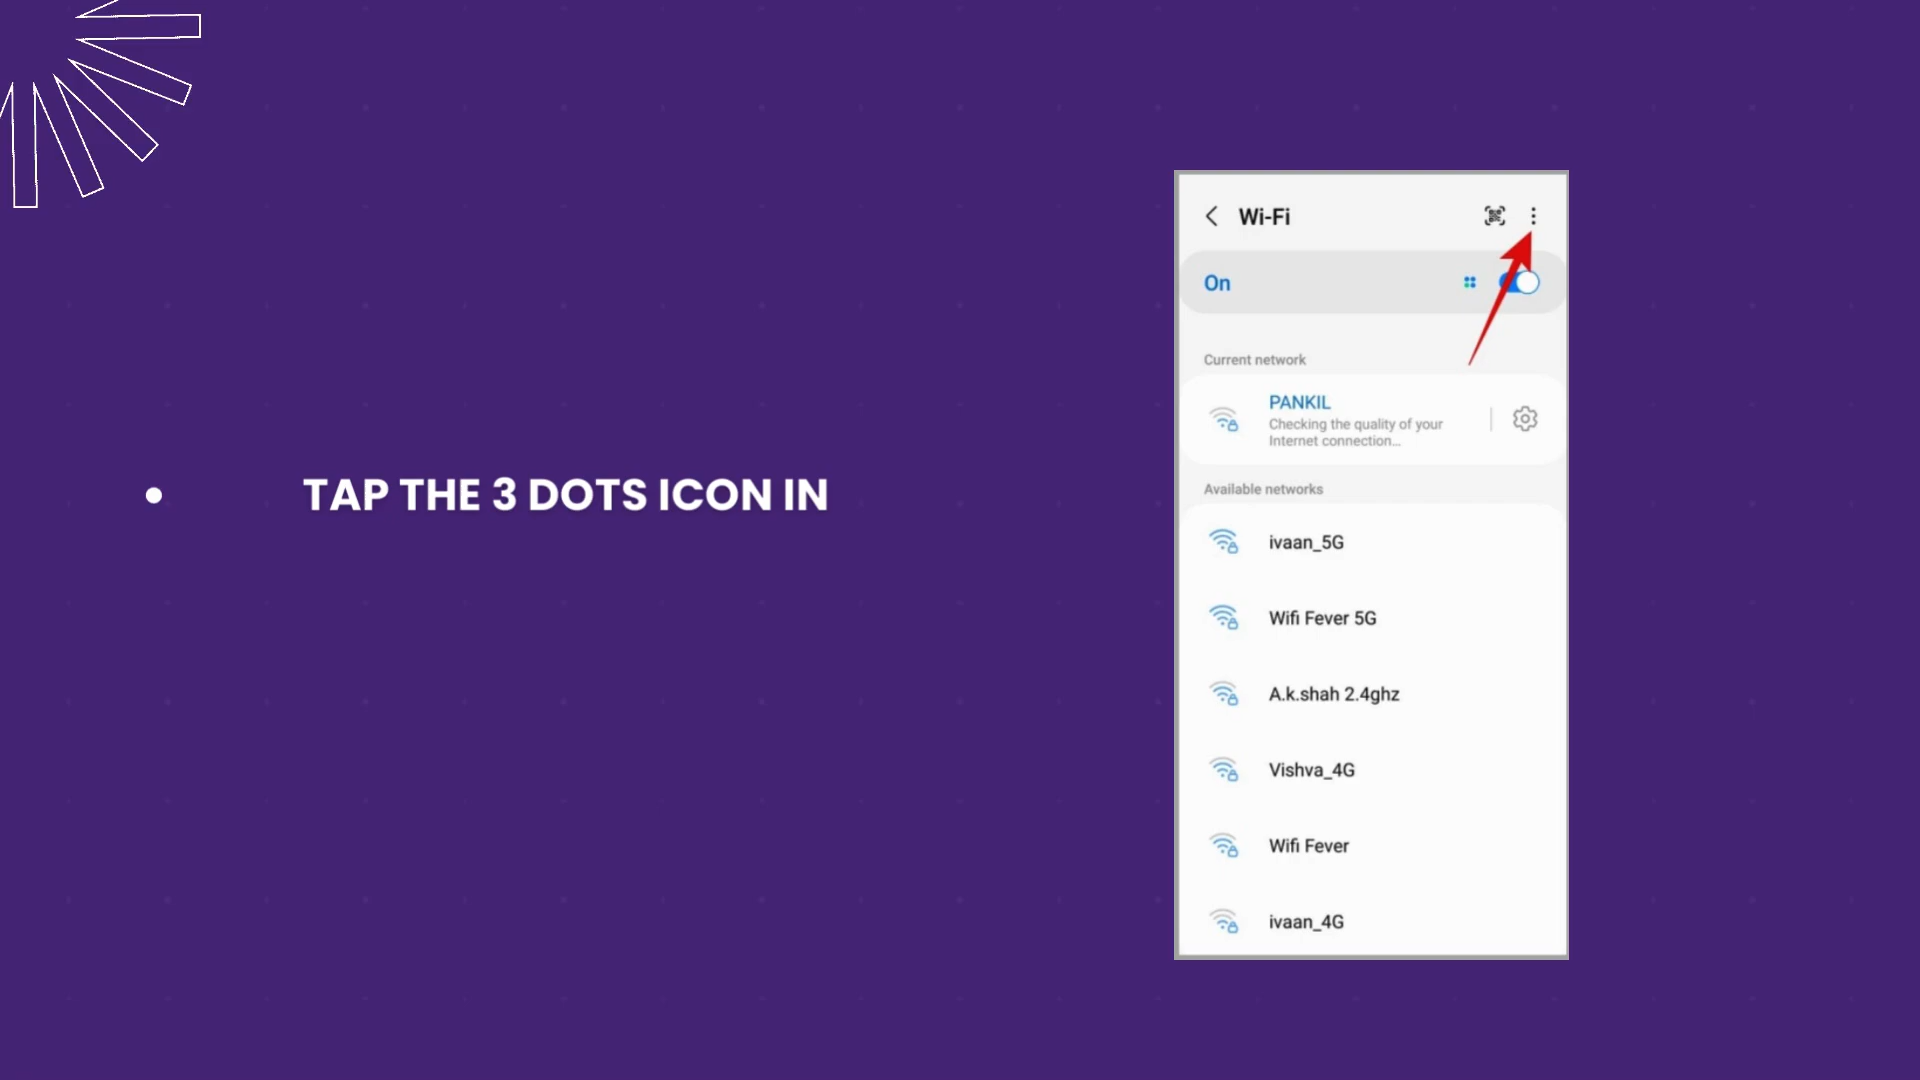 • TAP THE 3 DOTS ICON IN
Wi-Fi
On
Current network
PANKIL
Checking the quality of your
Internet connection...
Available networks
ivaan_5G
Wifi Fever 5G
A.k.shah 2.4ghz
Vishva_4G
Wifi Fever
ivaan_4G